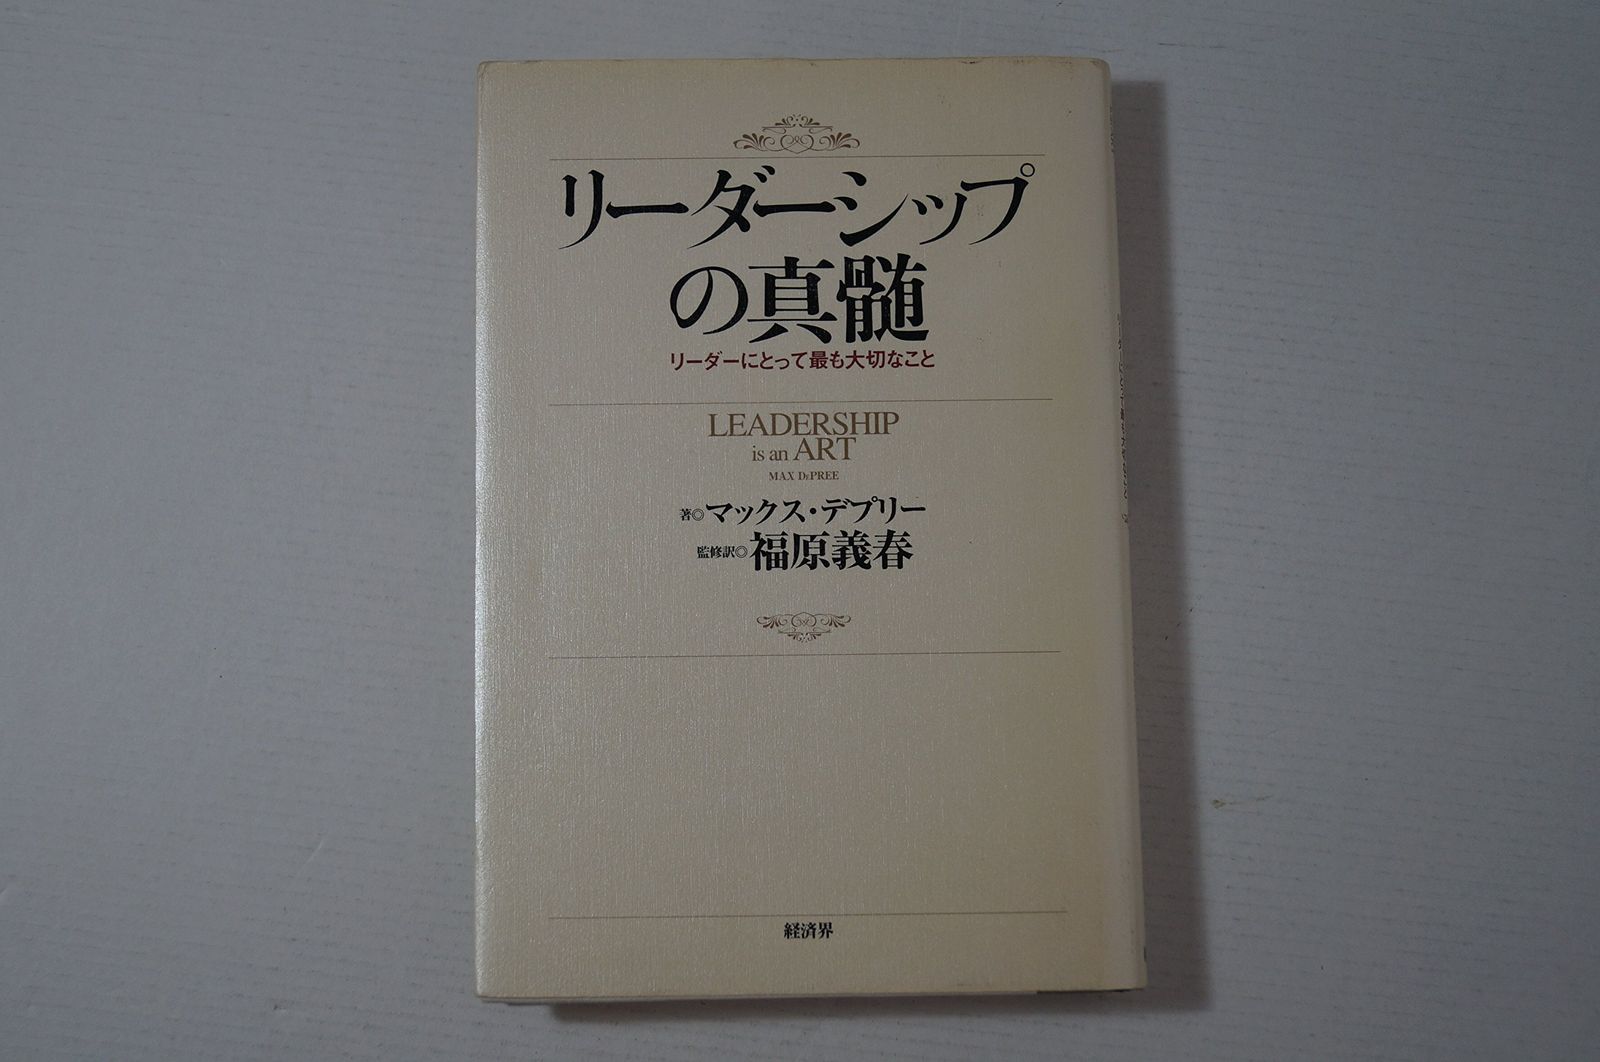 リーダーシップ
の真髄
リーダーにとって最も大切なこと
LEADERSHIP
is an ART
MAX DEPREE
著◎マックス・デプリー
監修訳◎福原義春
経済界